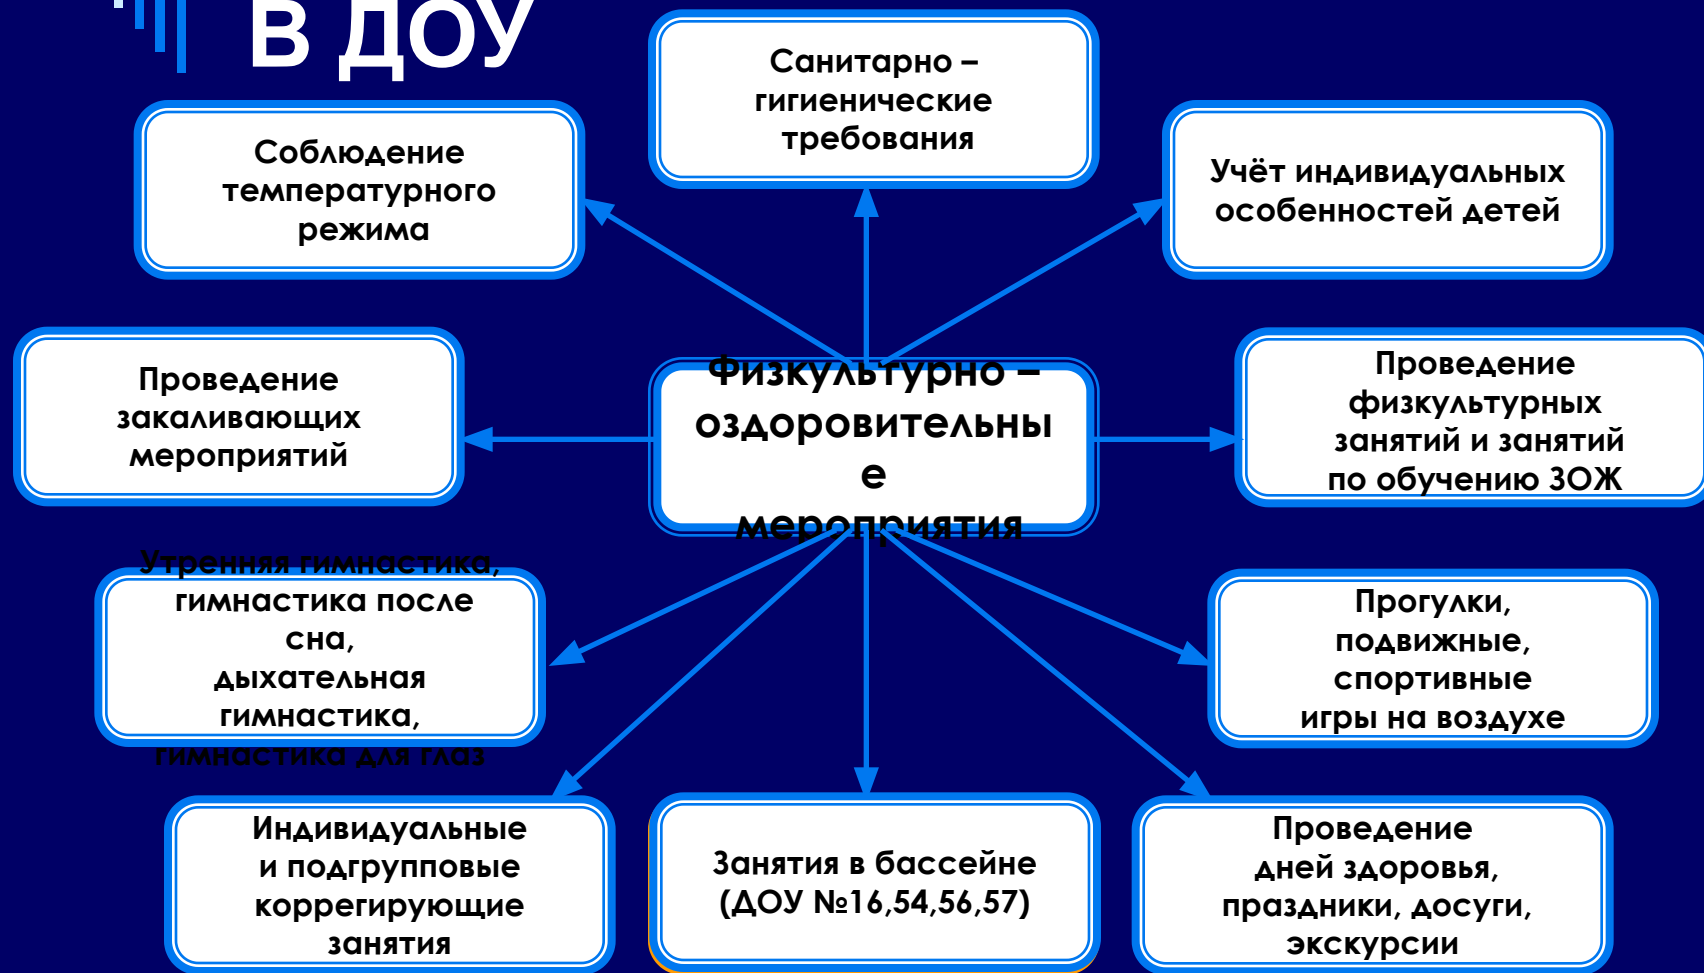 В ДОУ
Санитарно –
гигиенические
требования
Соблюдение
температурного
режима
Учёт индивидуальных
особенностей детей
Проведение
закаливающих
мероприятий
Физкультурно –
оздоровительны
е
мероприятия
Проведение
физкультурных
занятий и занятий
по обучению ЗОЖ
Утренняя гимнастика,
гимнастика после
сна,
дыхательная
гимнастика,
гимнастика для глаз
Прогулки,
подвижные,
спортивные
игры на воздухе
Индивидуальные
и подгрупповые
коррегирующие
занятия
Занятия в бассейне
(ДОУ №16,54,56,57)
Проведение
дней здоровья,
праздники, досуги,
экскурсии